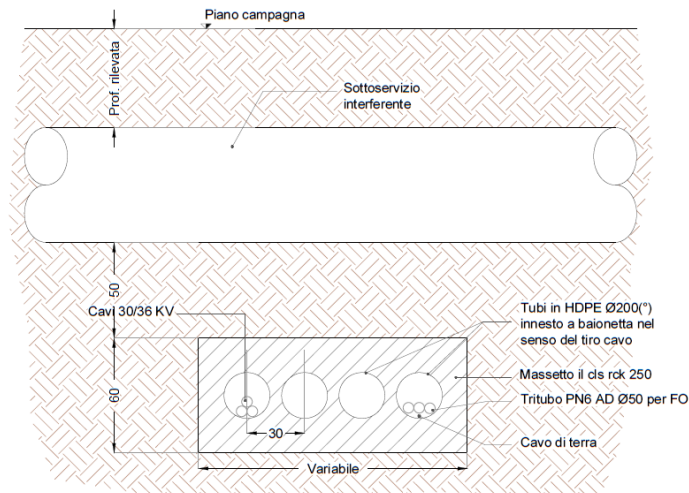 Piano campagna
Prof. rilevata
Sottoservizio
interferente
50
Cavi 30/36 KV
Tubi in HDPE Ø200(°)
innesto a baionetta nel
senso del tiro cavo
60
Massetto il cls rck 250
Tritubo PN6 AD Ø50 per FO
30
Cavo di terra
Variabile